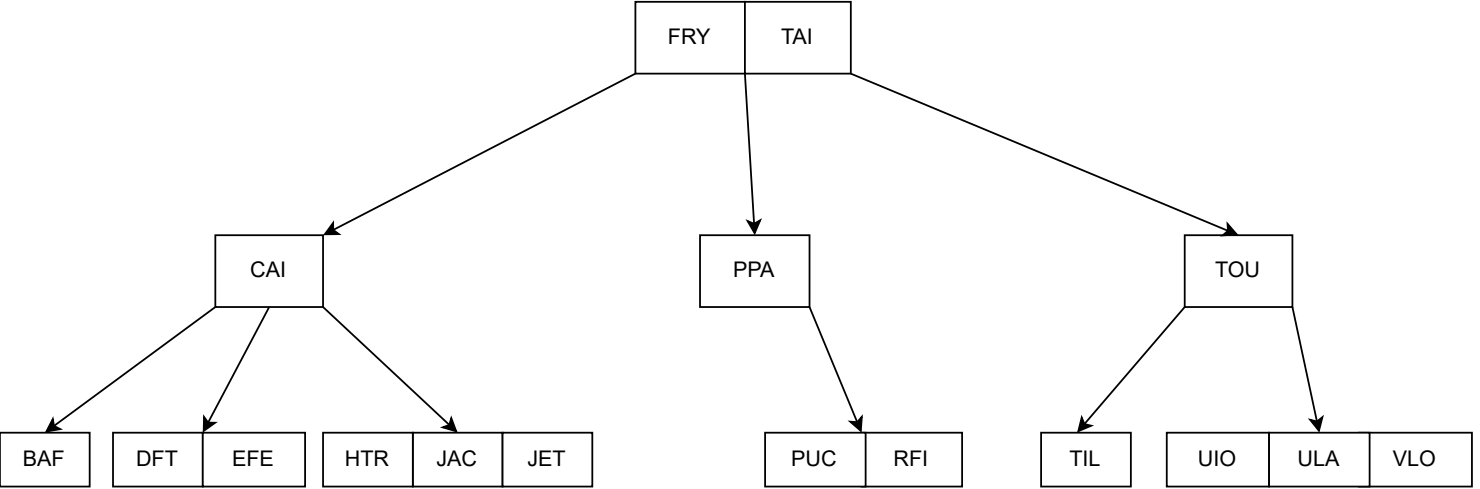 FRY TAI
CAI PPA TOU
BAF DFT EFE HTR JAC JET PUC RFI TIL UIO ULA VLO